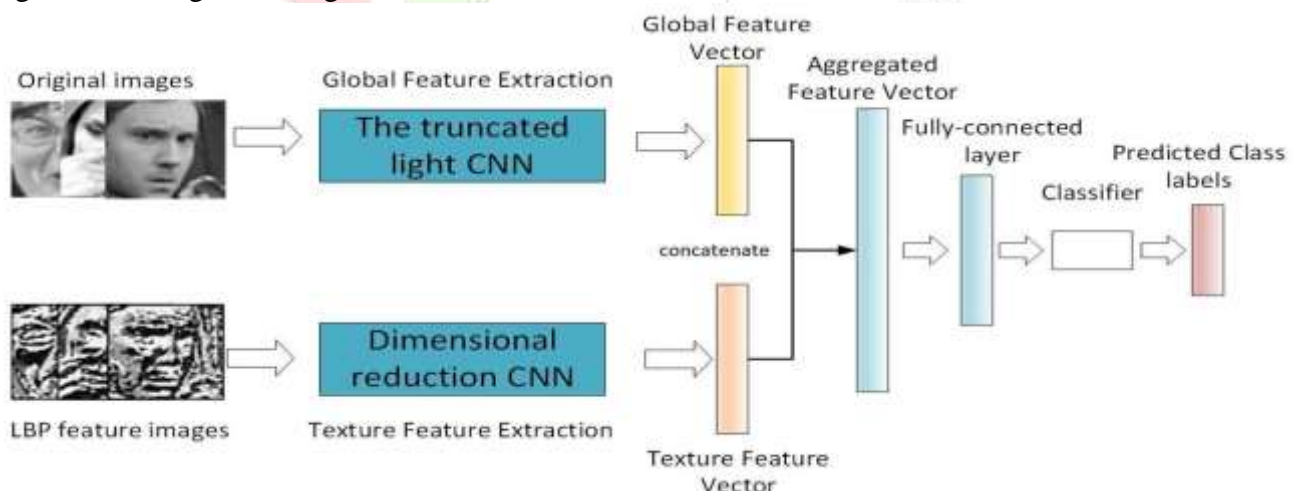 Original images
Global Feature Extraction
The truncated
light CNN
Global Feature
Vector
Aggregated
Feature Vector
Fully-connected
layer
Classifier
Predicted Class
labels
concatenate
Dimensional
reduction CNN
LBP feature images
Texture Feature Extraction
Texture Feature
Vector